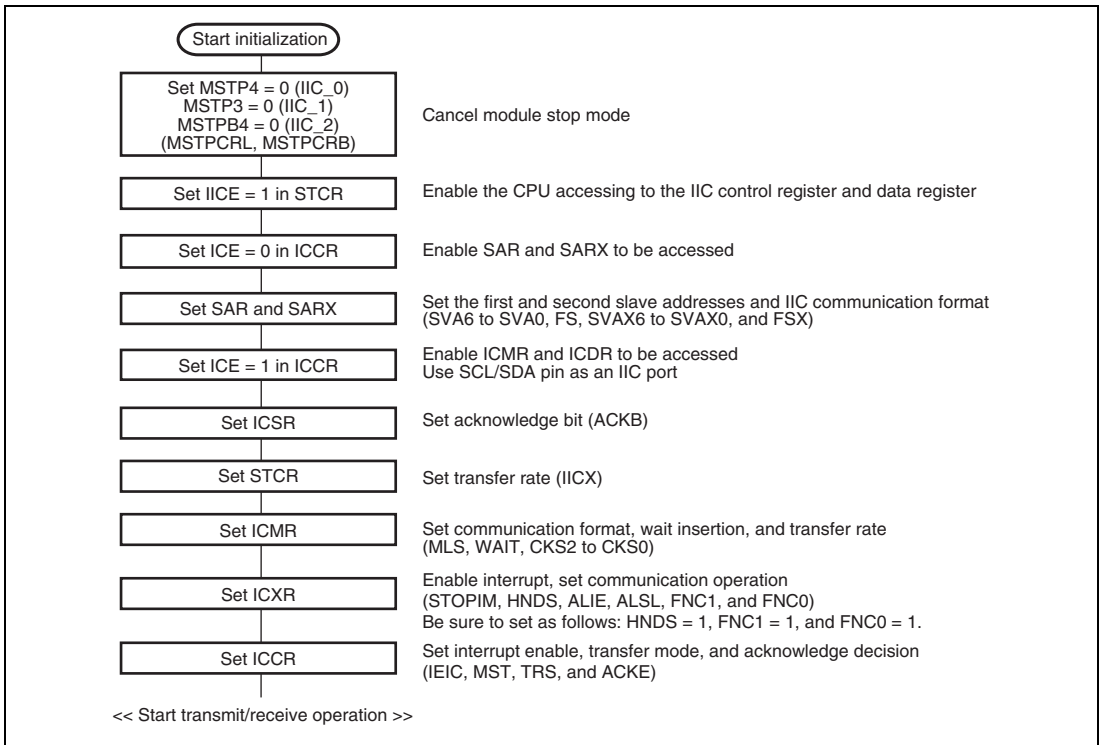 Start initialization
Set MSTP4 = 0 (IIC_0)
MSTP3 = 0 (IIC_1)
MSTPB4 = 0 (IIC_2)
(MSTPCRL, MSTPCRB)
Cancel module stop mode
Set IICE = 1 in STCR
Enable the CPU accessing to the IIC control register and data register
Set ICE = 0 in ICCR
Enable SAR and SARX to be accessed
Set SAR and SARX
Set the first and second slave addresses and IIC communication format
(SVA6 to SVA0, FS, SVAX6 to SVAX0, and FSX)
Set ICE = 1 in ICCR
Enable ICMR and ICDR to be accessed
Use SCL/SDA pin as an IIC port
Set ICSR
Set acknowledge bit (ACKB)
Set STCR
Set transfer rate (IICX)
Set ICMR
Set communication format, wait insertion, and transfer rate
(MLS, WAIT, CKS2 to CKS0)
Set ICXR
Enable interrupt, set communication operation
(STOPIM, HNDS, ALIE, ALSL, FNC1, and FNC0)
Be sure to set as follows: HNDS = 1, FNC1 = 1, and FNC0 = 1.
Set ICCR
Set interrupt enable, transfer mode, and acknowledge decision
(IEIC, MST, TRS, and ACKE)
<< Start transmit/receive operation >>